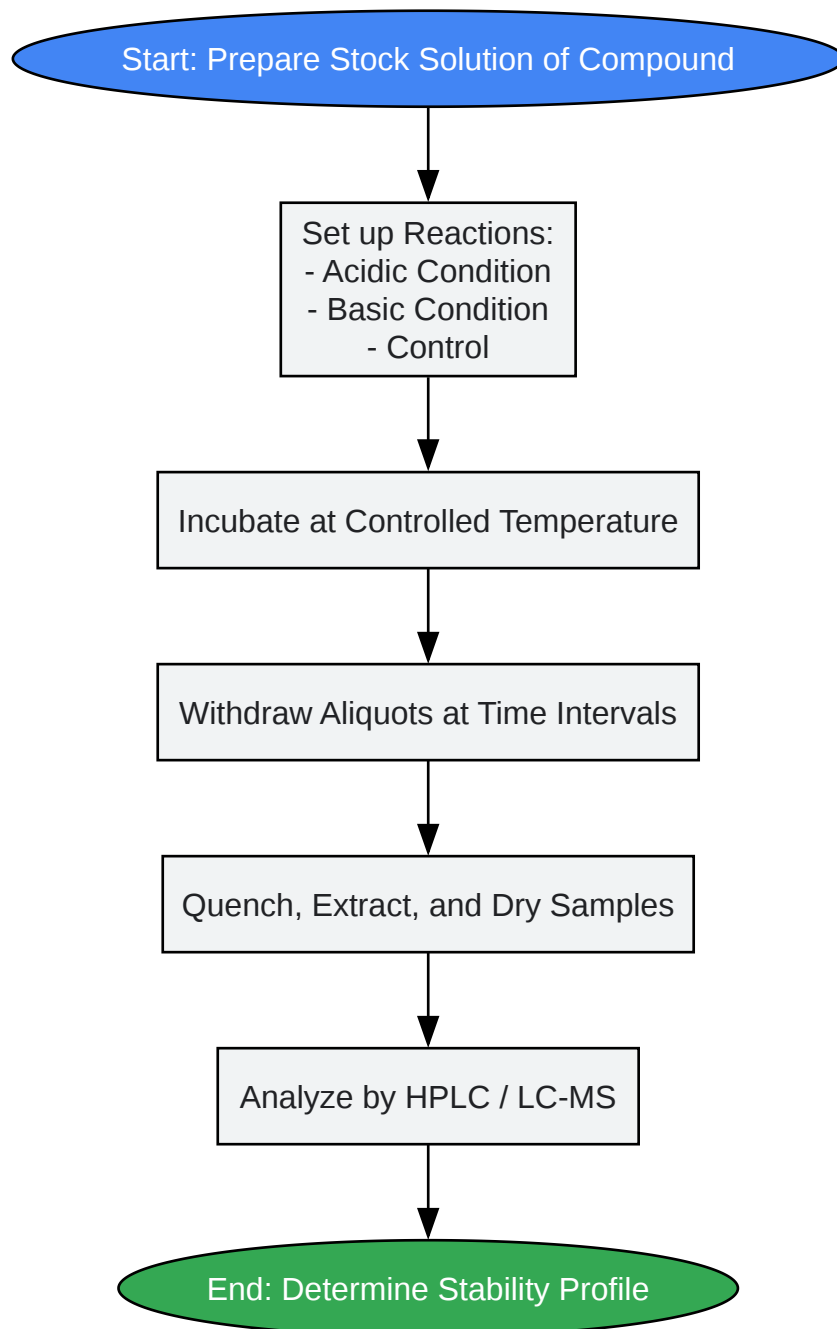 Start: Prepare Stock Solution of Compound
Set up Reactions:
- Acidic Condition
- Basic Condition
- Control
Incubate at Controlled Temperature
Withdraw Aliquots at Time Intervals
Quench, Extract, and Dry Samples
Analyze by HPLC / LC-MS
End: Determine Stability Profile